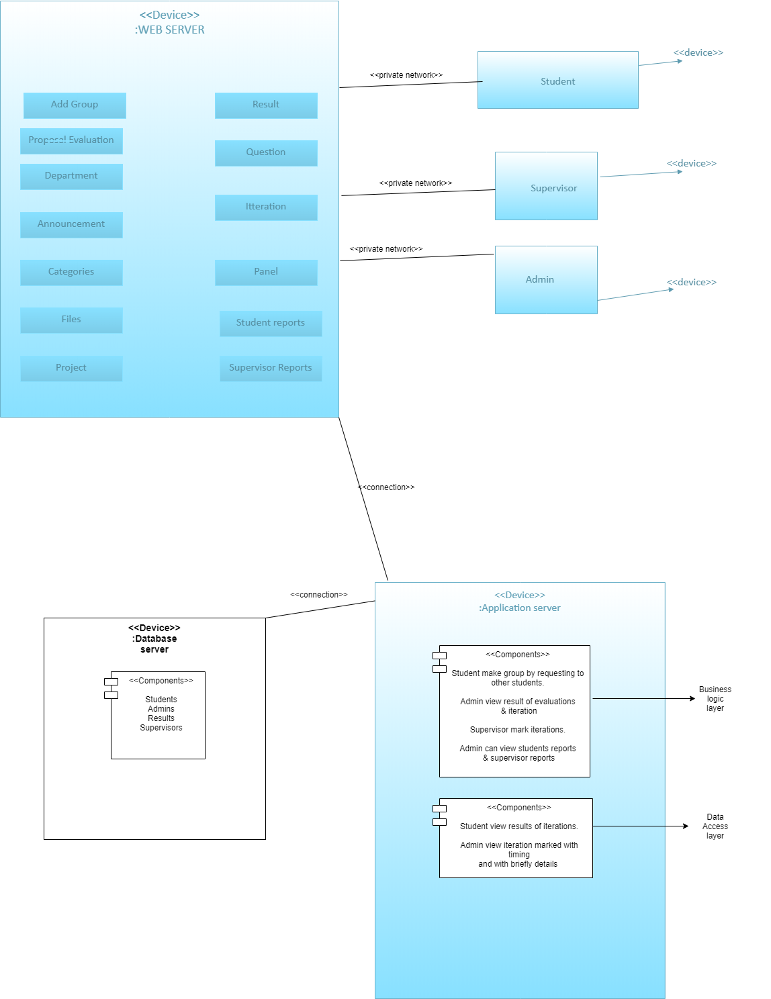 <<Device>>
:WEB SERVER
Add Group
Proposal Evaluation
Department
Announcement
Categories
Files
Project
Result
Question
Itteration
Panel
Student reports
Supervisor Reports
<<private network>>
Student
<<device>>
<<private network>>
Supervisor
<<device>>
<<private network>>
Admin
<<device>>
<<connection>>
<<connection>>
<<Device>>
:Database
server
<<Components>>
Students
Admins
Results
Supervisors
<<Device>>
:Application server
<<Components>>
Student make group by requesting to
other students.
Admin view result of evaluations
& iteration
Supervisor mark iterations.
Admin can view students reports
& supervisor reports
Business
logic
layer
<<Components>>
Student view results of iterations.
Admin view iteration marked with
timing
and with briefly details
Data
Access
layer